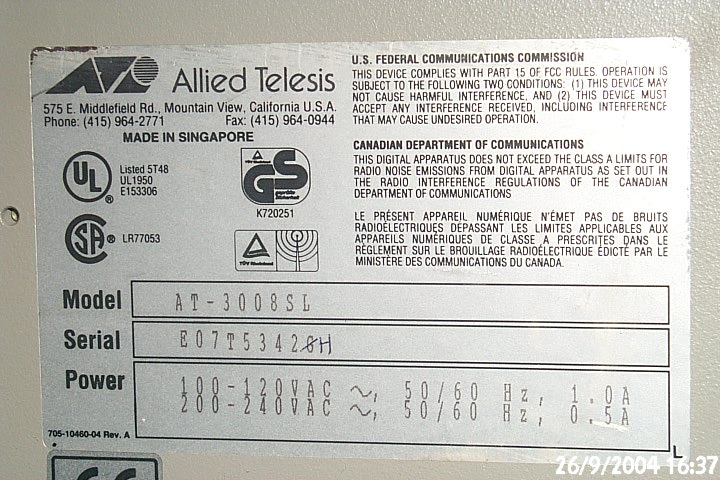 Allied Telesis
575 E. Middlefield Rd., Mountain View, California U.S.A.
Phone: (415) 964-2771 Fax: (415) 964-0944
MADE IN SINGAPORE
UL
®
Listed 5T48
UL1950
E153306
GS
geprüfte
Sicherheit
K720251
SA ® LR77053
TÜV Rheinland
U.S. FEDERAL COMMUNICATIONS COMMISSION
THIS DEVICE COMPLIES WITH PART 15 OF FCC RULES. OPERATION IS
SUBJECT TO THE FOLLOWING TWO CONDITIONS: (1) THIS DEVICE MAY
NOT CAUSE HARMFUL INTERFERENCE, AND (2) THIS DEVICE MUST
ACCEPT ANY INTERFERENCE RECEIVED, INCLUDING INTERFERENCE
THAT MAY CAUSE UNDESIRED OPERATION.
CANADIAN DEPARTMENT OF COMMUNICATIONS
THIS DIGITAL APPARATUS DOES NOT EXCEED THE CLASS A LIMITS FOR
RADIO NOISE EMISSIONS FROM DIGITAL APPARATUS AS SET OUT IN
THE RADIO INTERFERENCE REGULATIONS OF THE CANADIAN
DEPARTMENT OF COMMUNICATIONS
LE PRÉSENT APPAREIL NUMÉRIQUE N'ÉMET PAS DE BRUITS
RADIOÉLECTRIQUES DÉPASSANT LES LIMITES APPLICABLES AUX
APPAREILS NUMÉRIQUES DE CLASSE A PRESCRITES DANS LE
RÈGLEMENT SUR LE BROUILLAGE RADIOÉLECTRIQUE ÉDICTÉ PAR LE
MINISTÈRE DES COMMUNICATIONS DU CANADA.
Model AT-3008SL
Serial
Power 100-120VAC ~, 50/60 Hz, 1.0A
200-240VAC ~, 50/60 Hz, 0.5A
705-10460-04 Rev. A
L
CE
26/9/2004 16:37